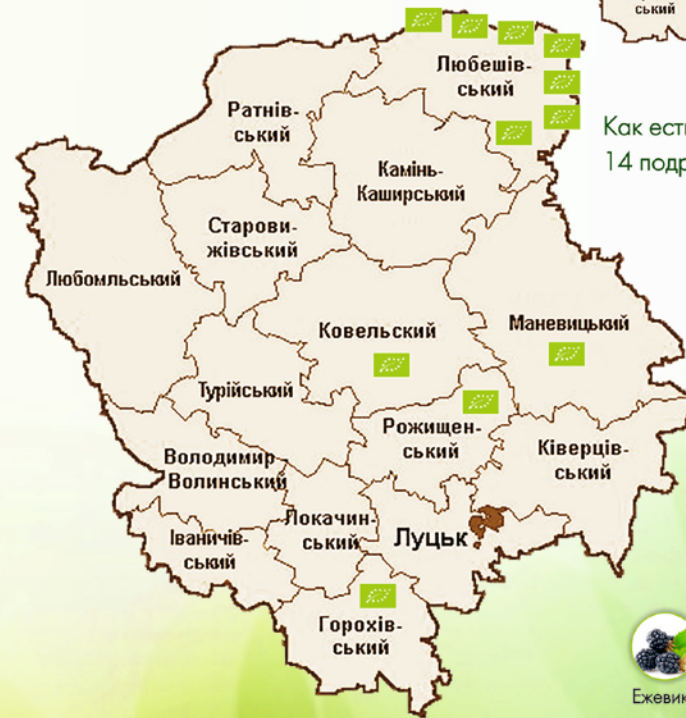 ський
Любешів-
ський
Ратнів-
ський
Как есть
14 подр
Камінь-
Каширський
Старови-
жівський
Любомльський
Ковельский
Маневицький
Турійський
Рожищен-
ський
Ківерців-
ський
Володимир
Волинський
Локачин-
ський
Іваничів-
ський
Луцьк
Горохів-
ський
Ежевик